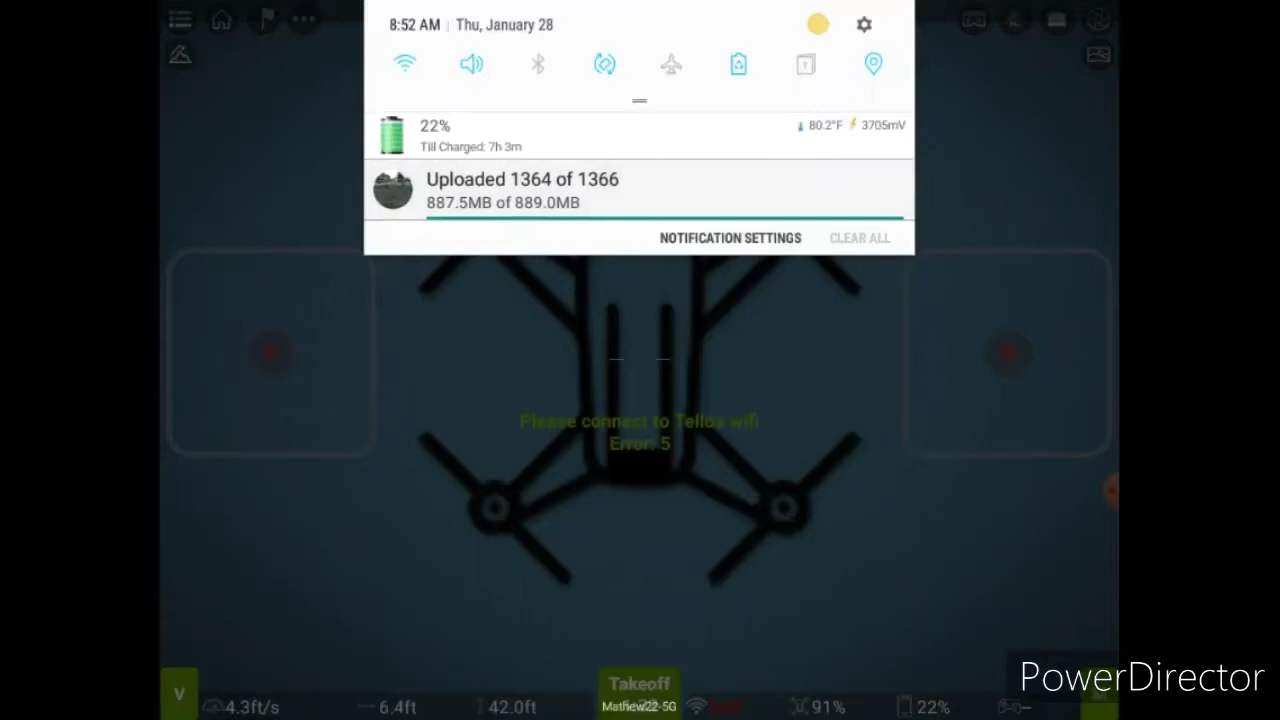 8:52 AM | Thu, January 28
22%
80.2°F
3705mV
Till Charged: 7h 3m
Uploaded 1364 of 1366
887.5MB of 889.0MB
NOTIFICATION SETTINGS
CLEAR ALL
Please connect to Tellos wifi
Error: 5
V
4.3ft/s
6.4ft
42.0ft
Takeoff
Mathew22-5G
91%
22%
PowerDirector